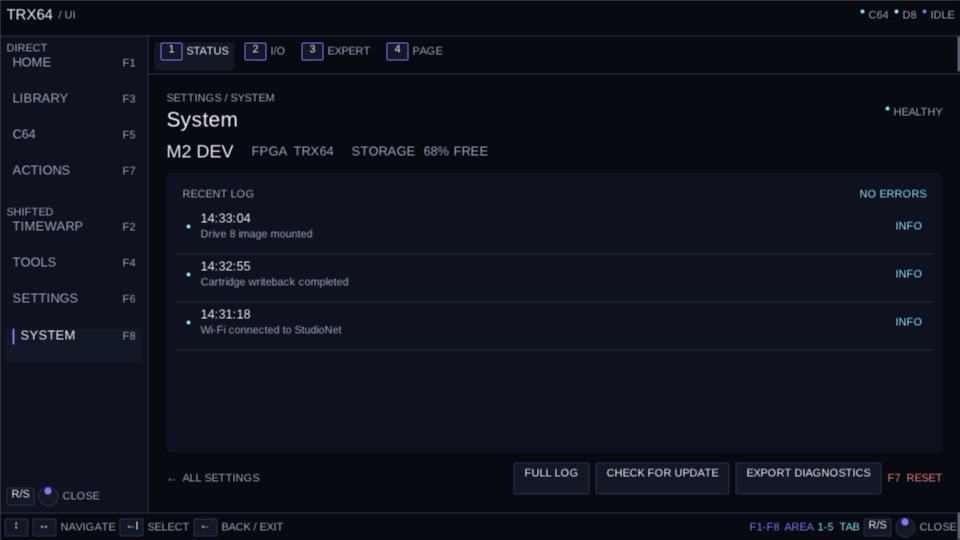 TRX64 / UI
C64 D8 IDLE
DIRECT
HOME F1
LIBRARY F3
C64 F5
ACTIONS F7
SHIFTED
TIMEWARP F2
TOOLS F4
SETTINGS F6
SYSTEM F8
R/S CLOSE
1 STATUS 2 I/O 3 EXPERT 4 PAGE
SETTINGS / SYSTEM
System
HEALTHY
M2 DEV FPGA TRX64 STORAGE 68% FREE
RECENT LOG NO ERRORS
14:33:04
Drive 8 image mounted
INFO
14:32:55
Cartridge writeback completed
INFO
14:31:18
Wi-Fi connected to StudioNet
INFO
← ALL SETTINGS FULL LOG CHECK FOR UPDATE EXPORT DIAGNOSTICS F7 RESET
↕ ↔ NAVIGATE ←I SELECT ← BACK / EXIT F1-F8 AREA 1-5 TAB R/S CLOSE